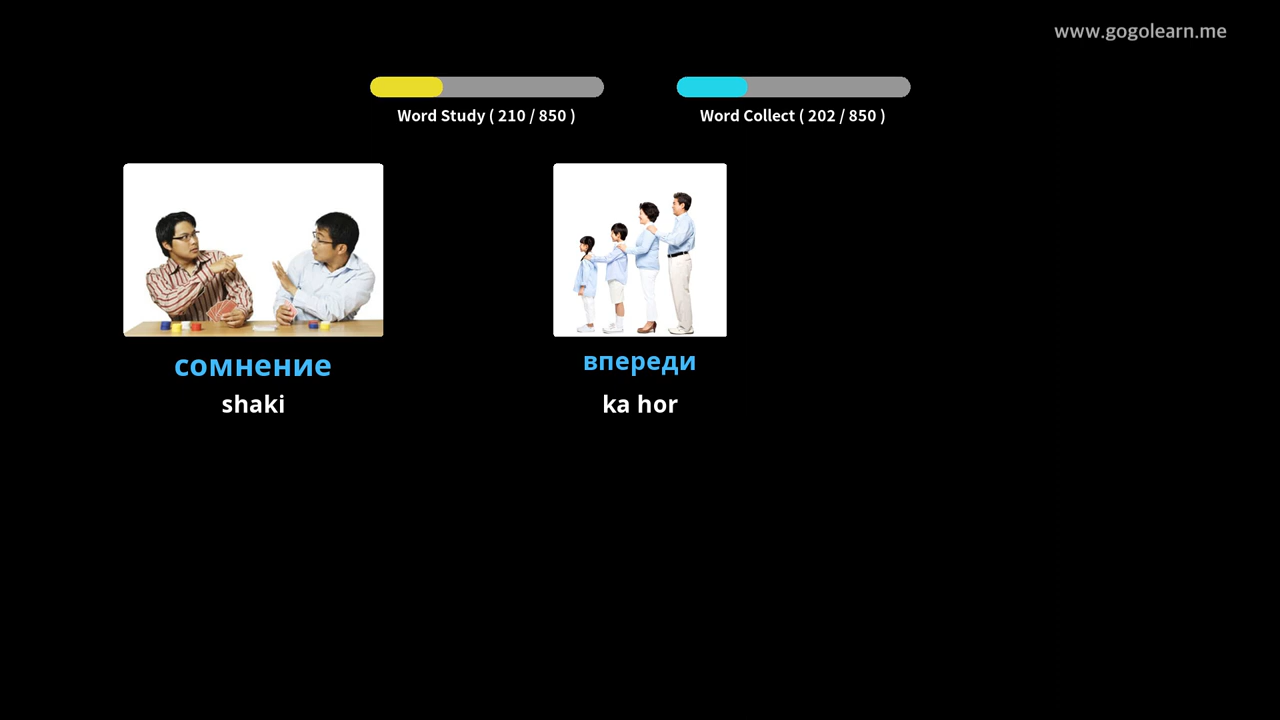 www.gogolearn.me
Word Study ( 210 / 850 )
Word Collect ( 202 / 850 )
сомнение
shaki
впереди
ka hor